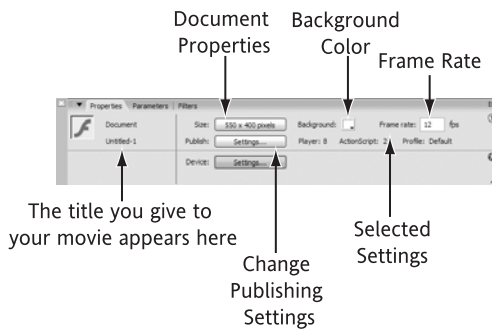 Document
Properties
Background
Color
Frame Rate
Properties Parameters Filters
Document Size: 550 x 400 pixels Background: Frame rate: 12 fps
Untitled-1 Publish: Settings... Player: 8 ActionScript: 2 Profile: Default
Device: Settings...
The title you give to
your movie appears here
Change
Publishing
Settings
Selected
Settings